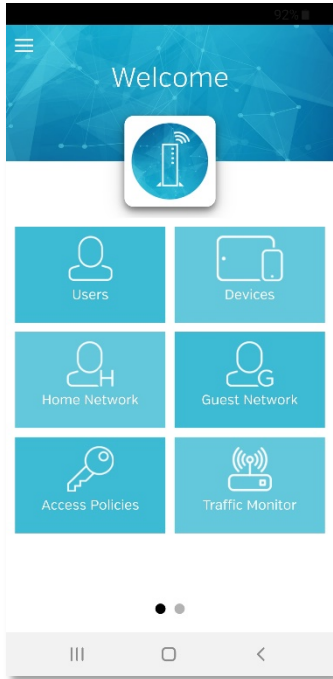 92%
Welcome
Users
Devices
H
Home Network
G
Guest Network
Access Policies
Traffic Monitor